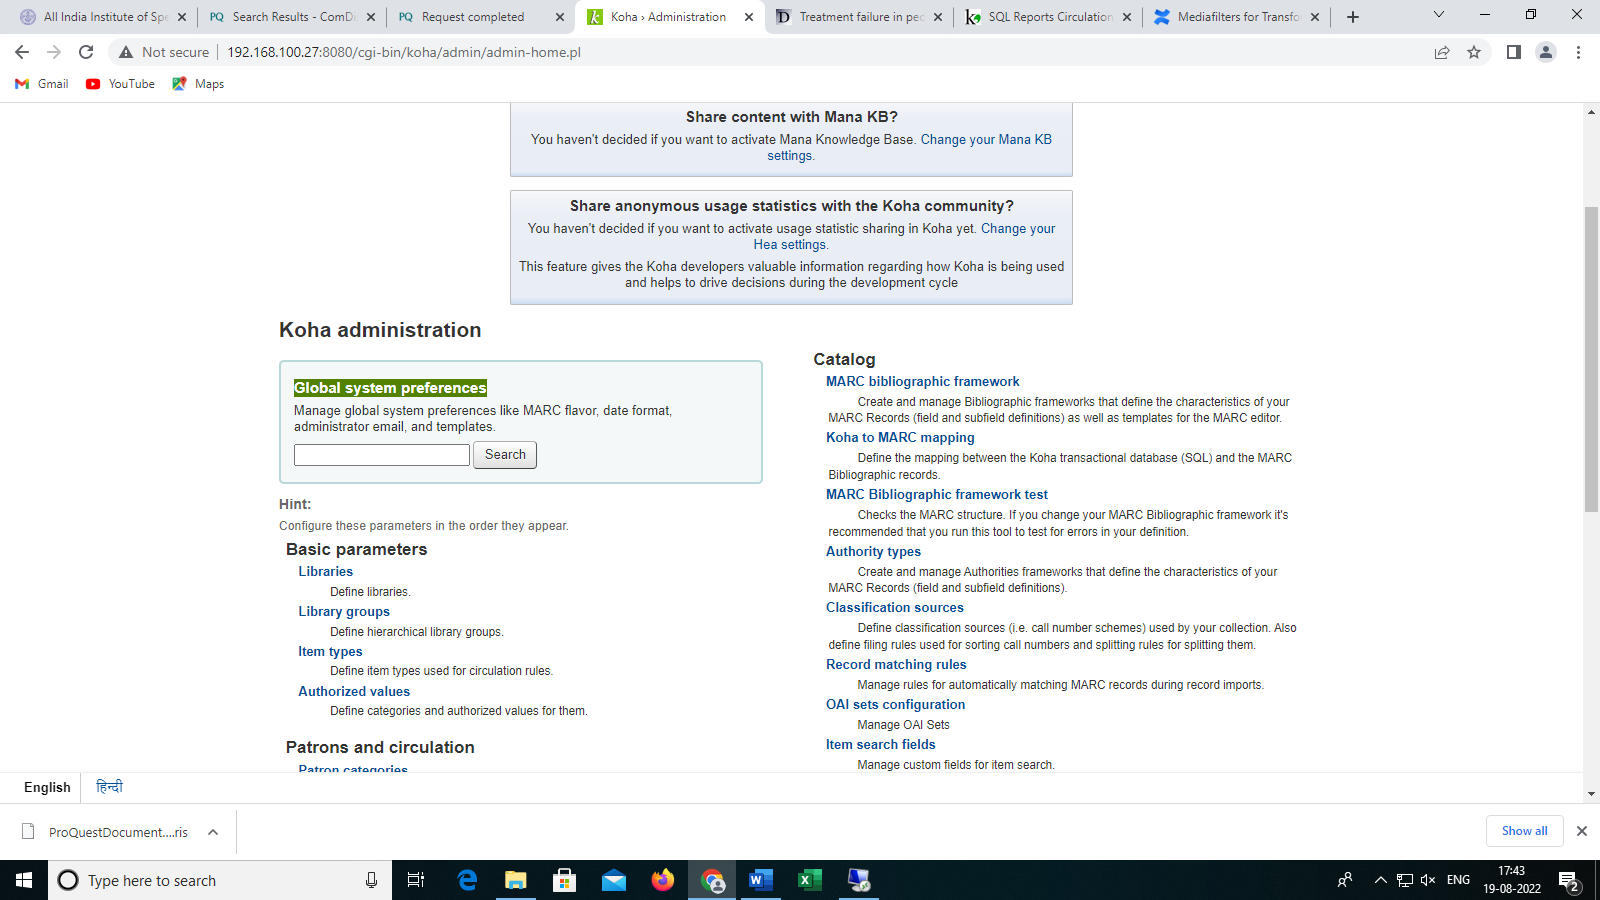 All India Institute of Spe
PQ Search Results - ComDi
PQ Request completed
Koha › Administration
Treatment failure in pec
SQL Reports Circulation
Mediafilters for Transfo
Not secure
192.168.100.27:8080/cgi-bin/koha/admin/admin-home.pl
Gmail
YouTube
Maps
Share content with Mana KB?
You haven't decided if you want to activate Mana Knowledge Base. Change your Mana KB
settings.
Share anonymous usage statistics with the Koha community?
You haven't decided if you want to activate usage statistic sharing in Koha yet. Change your
Hea settings.
This feature gives the Koha developers valuable information regarding how Koha is being used
and helps to drive decisions during the development cycle
Koha administration
Global system preferences
Manage global system preferences like MARC flavor, date format,
administrator email, and templates.
Search
Hint:
Configure these parameters in the order they appear.
Basic parameters
Libraries
Define libraries.
Library groups
Define hierarchical library groups.
Item types
Define item types used for circulation rules.
Authorized values
Define categories and authorized values for them.
Patrons and circulation
Patron categories
Catalog
MARC bibliographic framework
Create and manage Bibliographic frameworks that define the characteristics of your
MARC Records (field and subfield definitions) as well as templates for the MARC editor.
Koha to MARC mapping
Define the mapping between the Koha transactional database (SQL) and the MARC
Bibliographic records.
MARC Bibliographic framework test
Checks the MARC structure. If you change your MARC Bibliographic framework it's
recommended that you run this tool to test for errors in your definition.
Authority types
Create and manage Authorities frameworks that define the characteristics of your
MARC Records (field and subfield definitions).
Classification sources
Define classification sources (i.e. call number schemes) used by your collection. Also
define filing rules used for sorting call numbers and splitting rules for splitting them.
Record matching rules
Manage rules for automatically matching MARC records during record imports.
OAI sets configuration
Manage OAI Sets
Item search fields
Manage custom fields for item search.
English
हिन्दी
ProQuestDocument....ris
Show all
Type here to search
ENG
17:43
19-08-2022
2